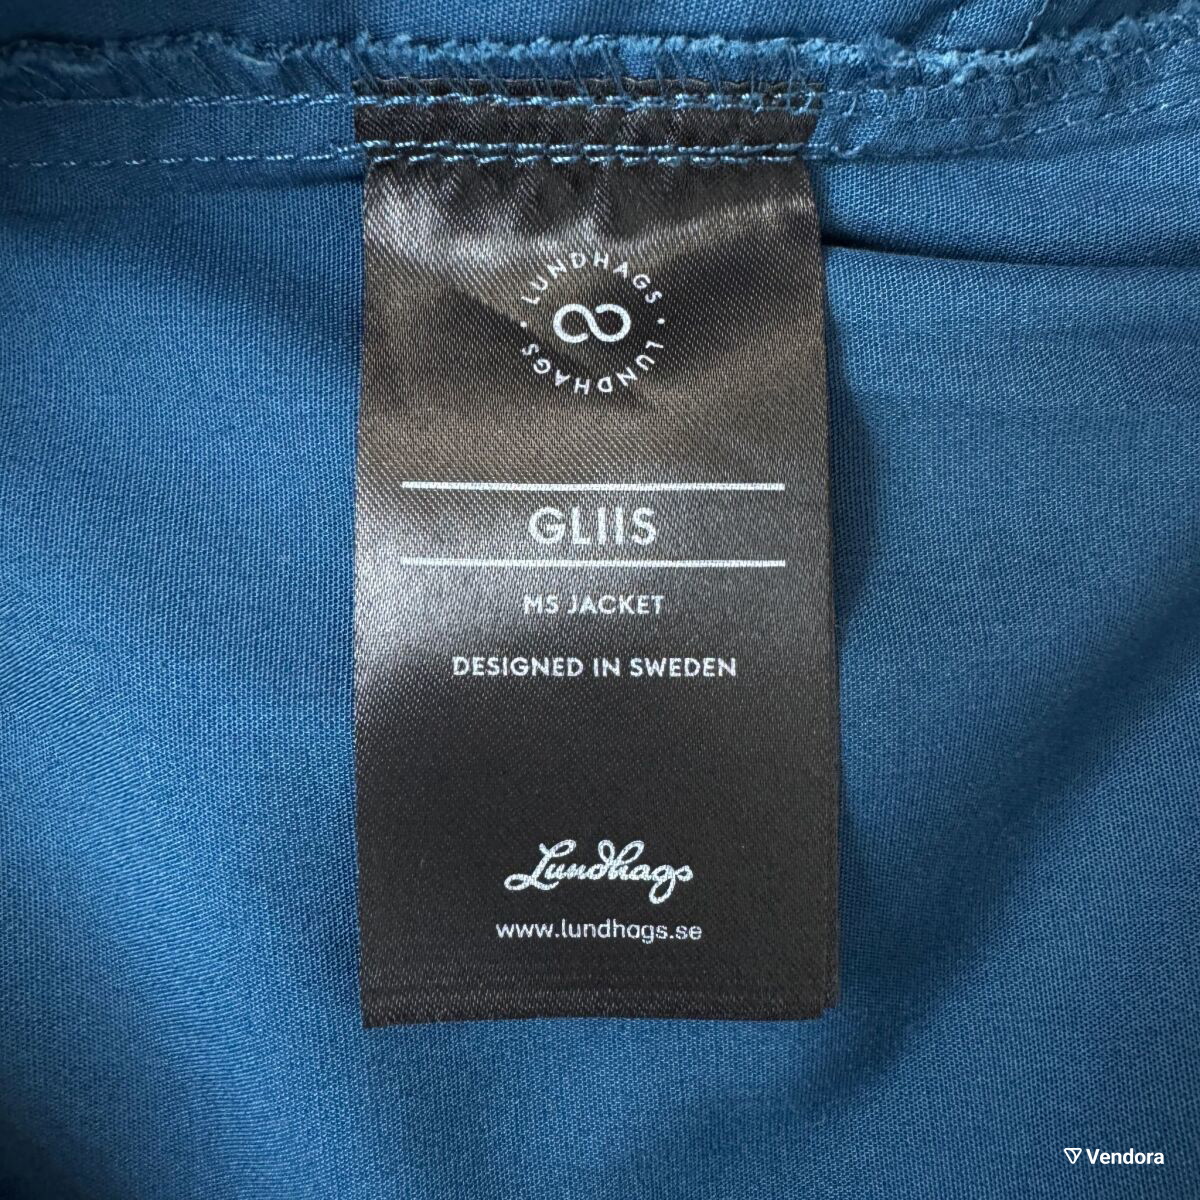 LUNDHAGS · LUNDHAGS ·
GLIIS
MS JACKET
DESIGNED IN SWEDEN
Lundhags
www.lundhags.se
Vendora